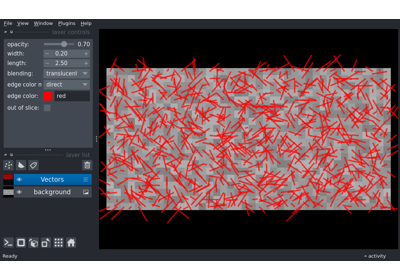 File View Window Plugins Help
layer controls
opacity: 0.70
width: 0.20
length: 2.50
blending: translucent
edge color m direct
edge color: red
out of slice:
layer list
Vectors
background
Ready
activity